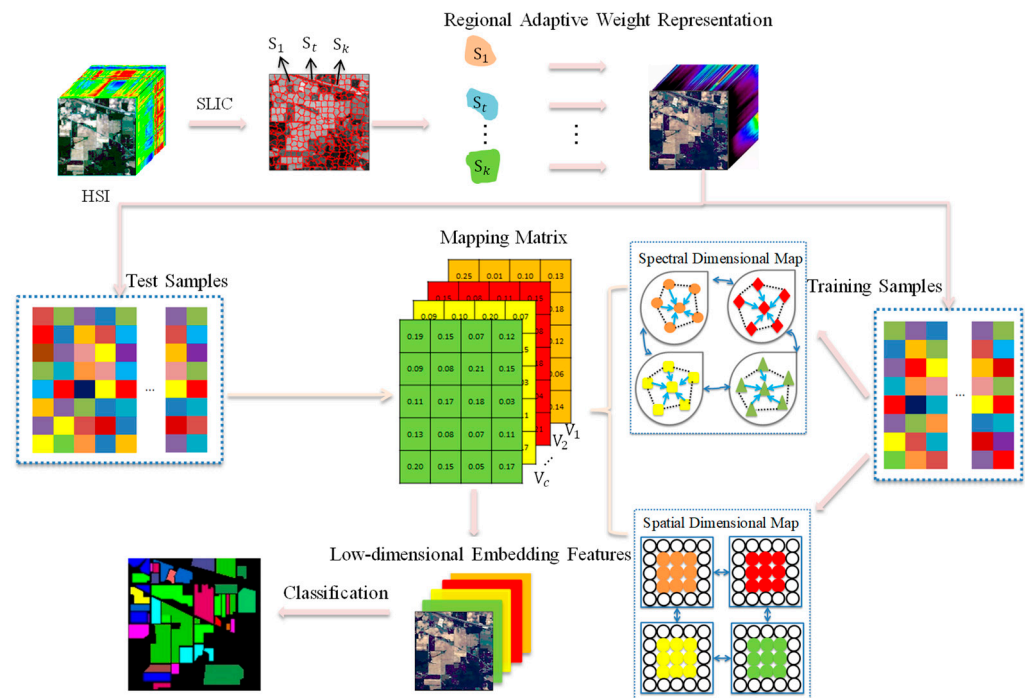 Regional Adaptive Weight Representation
S₁ Sₜ Sₖ
SLIC
HSI
S₁
Sₜ
⋮ ⋮
Sₖ
Test Samples
...
Mapping Matrix
0.25 0.01 0.10 0.13
0.09 0.10 0.20 0.07
0.19 0.15 0.07 0.12
0.09 0.08 0.21 0.15
0.11 0.17 0.18 0.03
0.13 0.08 0.07 0.11
0.20 0.15 0.05 0.17
0.12
0.06
0.14
V₁
V₂
...
V_c
Spectral Dimensional Map
Training Samples
...
Spatial Dimensional Map
Low-dimensional Embedding Features
Classification